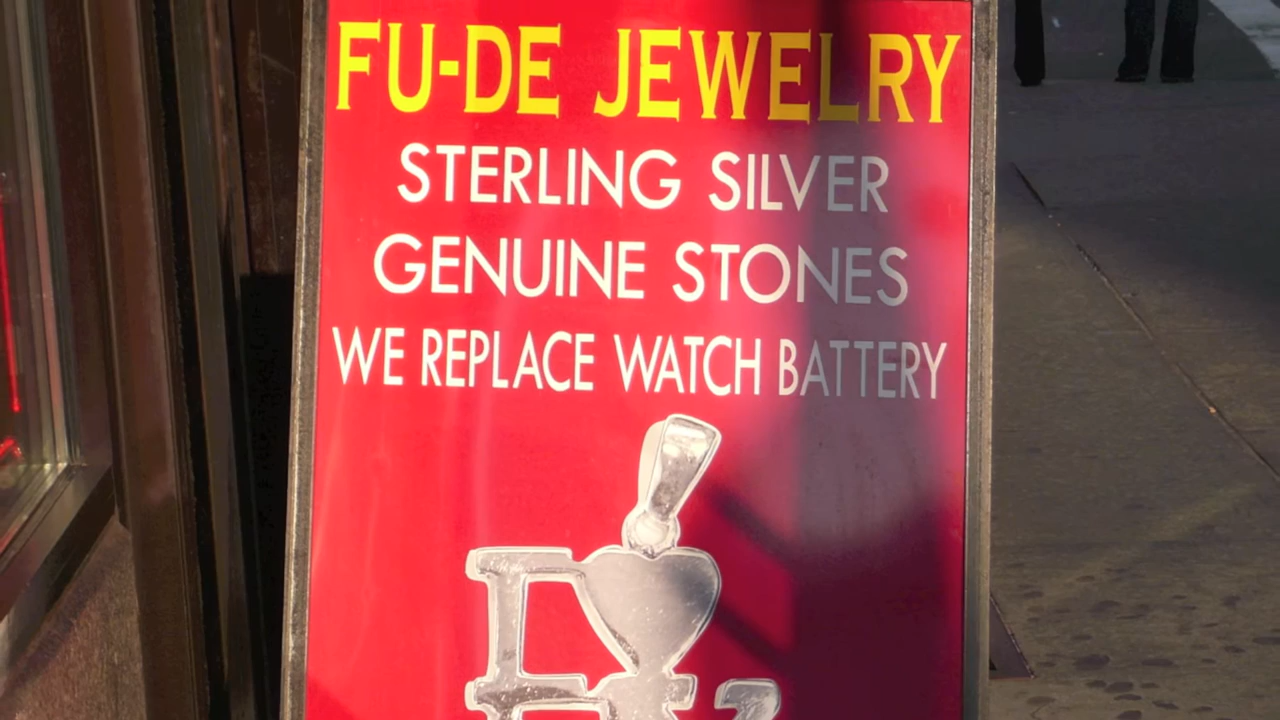 FU-DE JEWELRY
STERLING SILVER
GENUINE STONES
WE REPLACE WATCH BATTERY